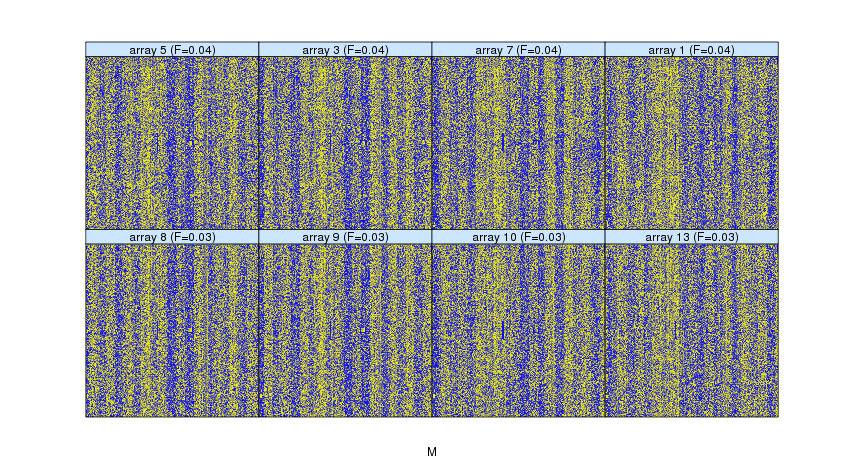 array 5 (F=0.04)
array 3 (F=0.04)
array 7 (F=0.04)
array 1 (F=0.04)
array 8 (F=0.03)
array 9 (F=0.03)
array 10 (F=0.03)
array 13 (F=0.03)
M